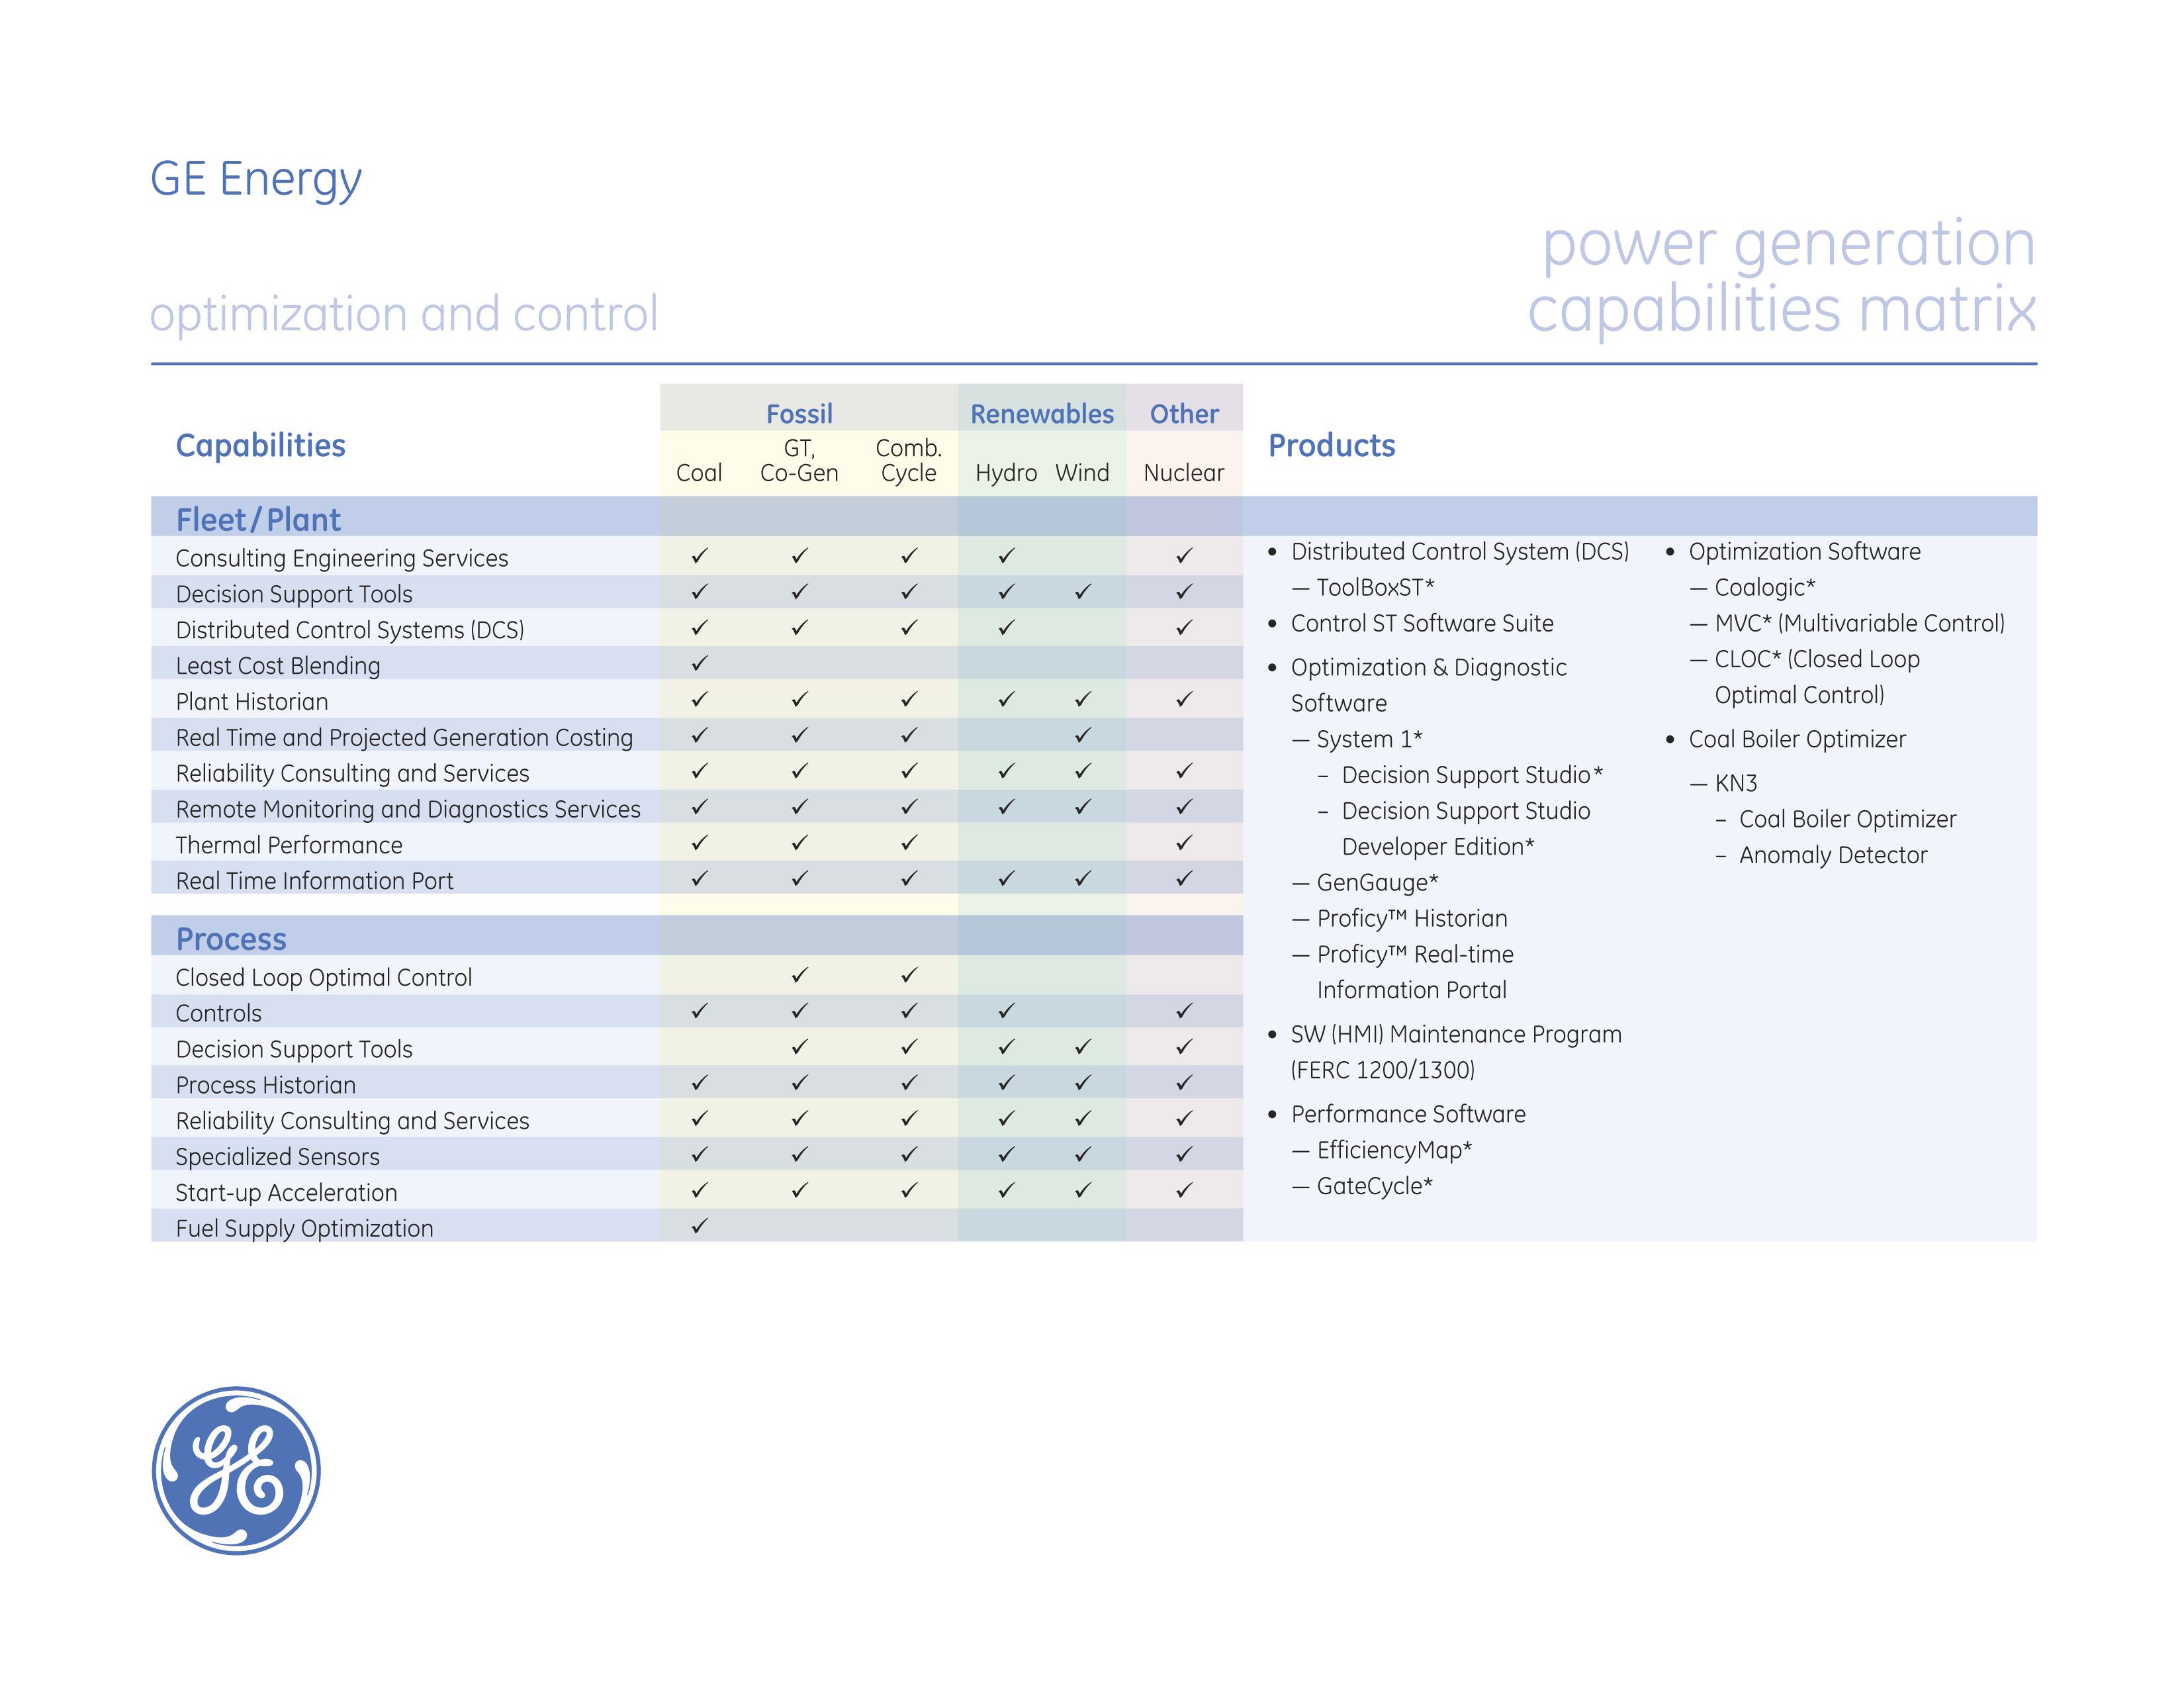 GE Energy
power generation
capabilities matrix
optimization and control
Fossil Renewables Other
Capabilities
GT, Comb.
Coal Co-Gen Cycle Hydro Wind Nuclear
Products
Fleet/Plant
Consulting Engineering Services ✓ ✓ ✓ ✓ ✓
Decision Support Tools ✓ ✓ ✓ ✓ ✓ ✓
Distributed Control Systems (DCS) ✓ ✓ ✓ ✓ ✓
Least Cost Blending ✓
Plant Historian ✓ ✓ ✓ ✓ ✓ ✓
Real Time and Projected Generation Costing ✓ ✓ ✓ ✓
Reliability Consulting and Services ✓ ✓ ✓ ✓ ✓ ✓
Remote Monitoring and Diagnostics Services ✓ ✓ ✓ ✓ ✓ ✓
Thermal Performance ✓ ✓ ✓ ✓
Real Time Information Port ✓ ✓ ✓ ✓ ✓ ✓
Process
Closed Loop Optimal Control ✓ ✓
Controls ✓ ✓ ✓ ✓ ✓
Decision Support Tools ✓ ✓ ✓ ✓ ✓
Process Historian ✓ ✓ ✓ ✓ ✓ ✓
Reliability Consulting and Services ✓ ✓ ✓ ✓ ✓ ✓
Specialized Sensors ✓ ✓ ✓ ✓ ✓ ✓
Start-up Acceleration ✓ ✓ ✓ ✓ ✓ ✓
Fuel Supply Optimization ✓
• Distributed Control System (DCS)
— ToolBoxST*
• Control ST Software Suite
• Optimization & Diagnostic
Software
— System 1*
– Decision Support Studio*
– Decision Support Studio
Developer Edition*
— GenGauge*
— Proficy™ Historian
— Proficy™ Real-time
Information Portal
• SW (HMI) Maintenance Program
(FERC 1200/1300)
• Performance Software
— EfficiencyMap*
— GateCycle*
• Optimization Software
— Coalogic*
— MVC* (Multivariable Control)
— CLOC* (Closed Loop
Optimal Control)
• Coal Boiler Optimizer
— KN3
– Coal Boiler Optimizer
– Anomaly Detector
GE